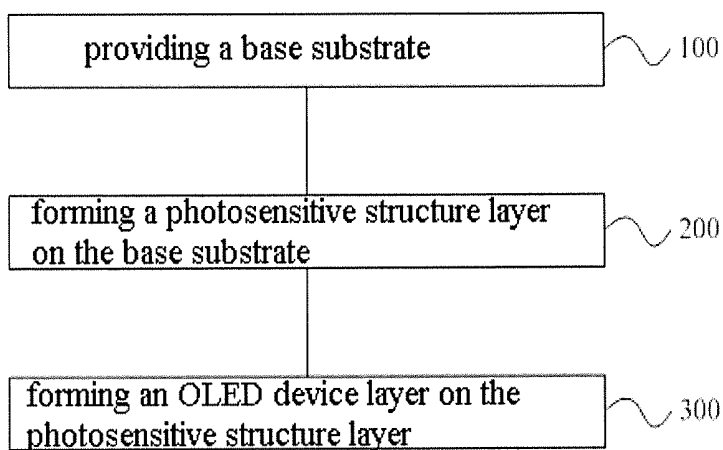 providing a base substrate
100
forming a photosensitive structure layer
on the base substrate
200
forming an OLED device layer on the
photosensitive structure layer
300